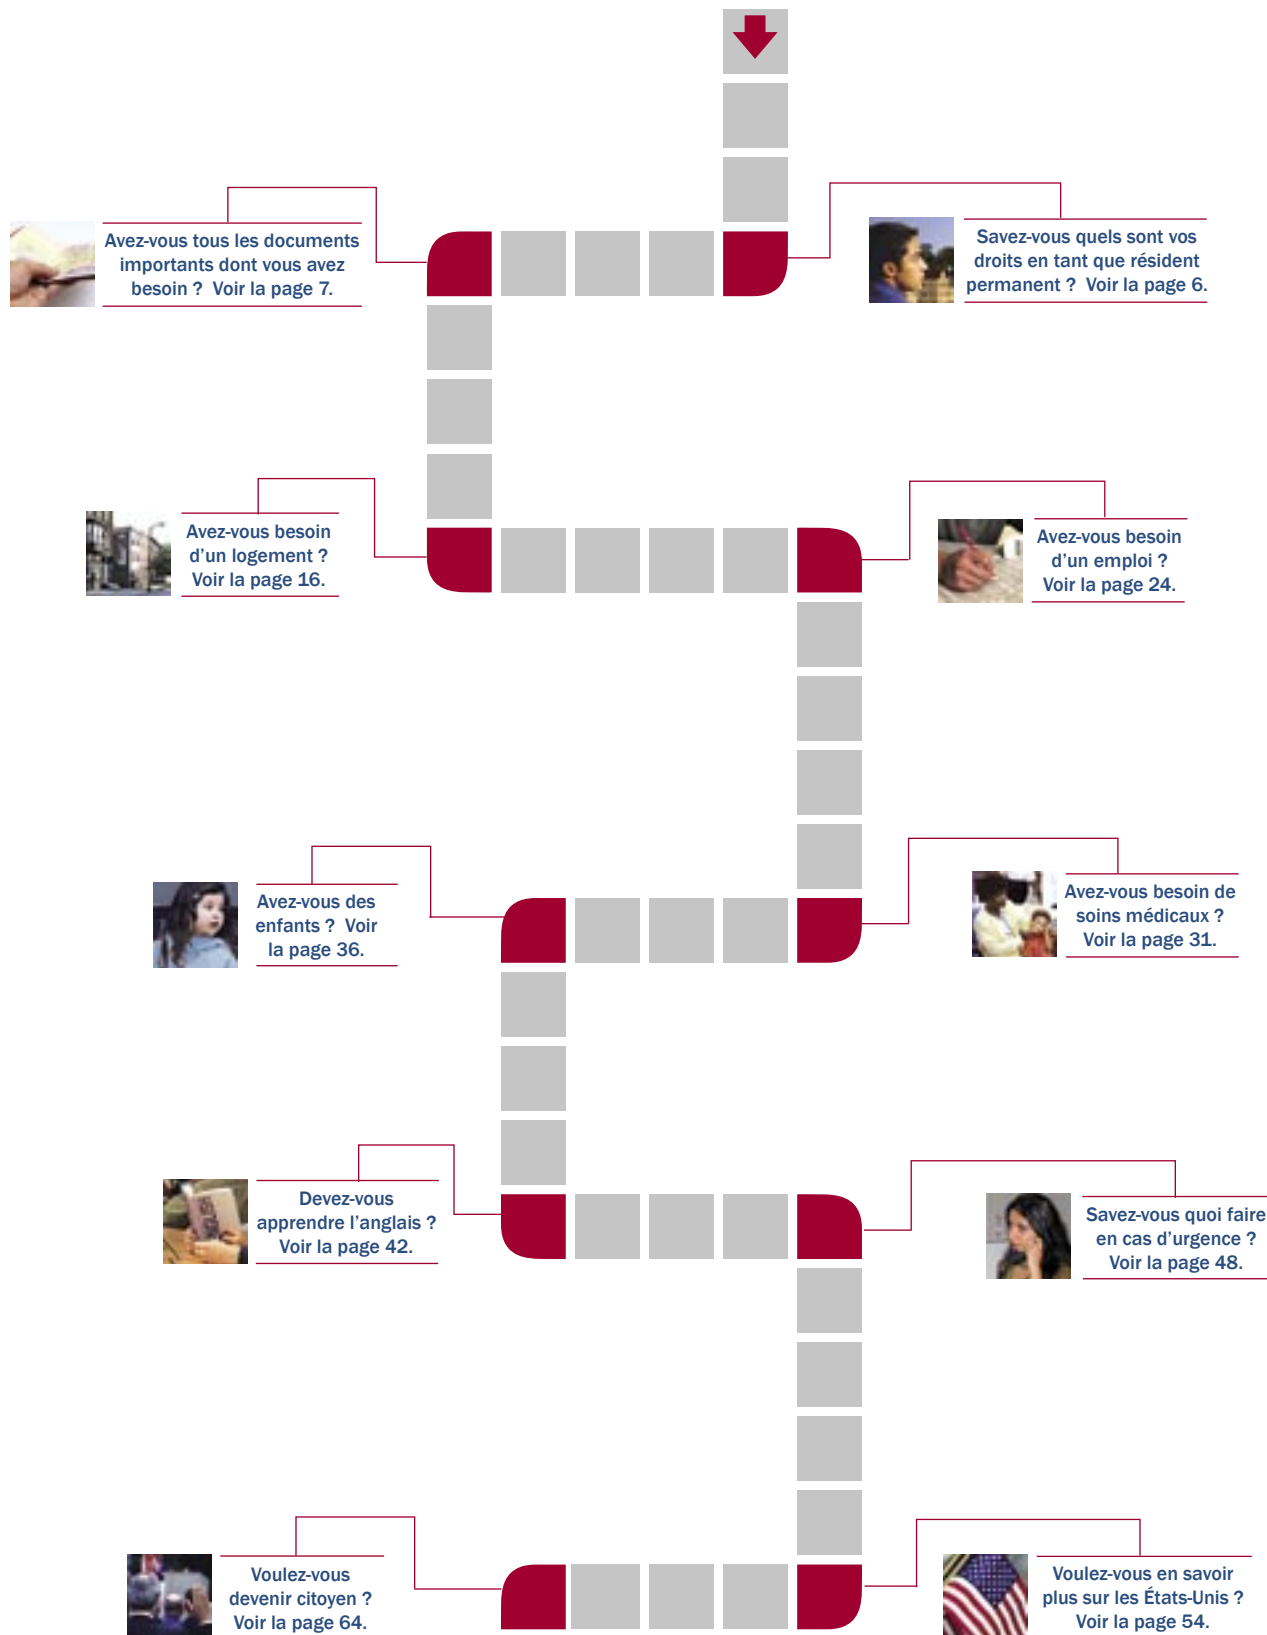 Avez-vous tous les documents
importants dont vous avez
besoin ? Voir la page 7.
Savez-vous quels sont vos
droits en tant que résident
permanent ? Voir la page 6.
Avez-vous besoin
d'un logement ?
Voir la page 16.
Avez-vous besoin
d'un emploi ?
Voir la page 24.
Avez-vous des
enfants ? Voir
la page 36.
Avez-vous besoin de
soins médicaux ?
Voir la page 31.
Devez-vous
apprendre l'anglais ?
Voir la page 42.
Savez-vous quoi faire
en cas d'urgence ?
Voir la page 48.
Voulez-vous
devenir citoyen ?
Voir la page 64.
Voulez-vous en savoir
plus sur les États-Unis ?
Voir la page 54.